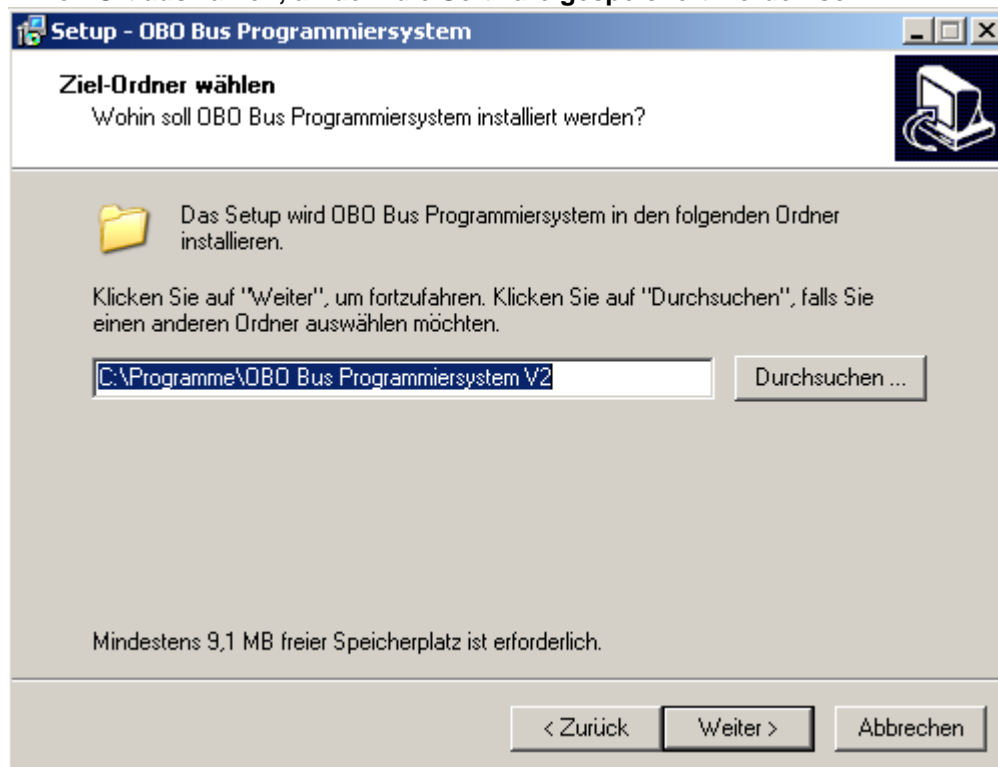 Setup - OBO Bus Programmiersystem
Ziel-Ordner wählen
Wohin soll OBO Bus Programmiersystem installiert werden?
Das Setup wird OBO Bus Programmiersystem in den folgenden Ordner
installieren.
Klicken Sie auf "Weiter", um fortzufahren. Klicken Sie auf "Durchsuchen", falls Sie
einen anderen Ordner auswählen möchten.
C:\Programme\OBO Bus Programmiersystem V2
Durchsuchen ...
Mindestens 9,1 MB freier Speicherplatz ist erforderlich.
< Zurück
Weiter >
Abbrechen